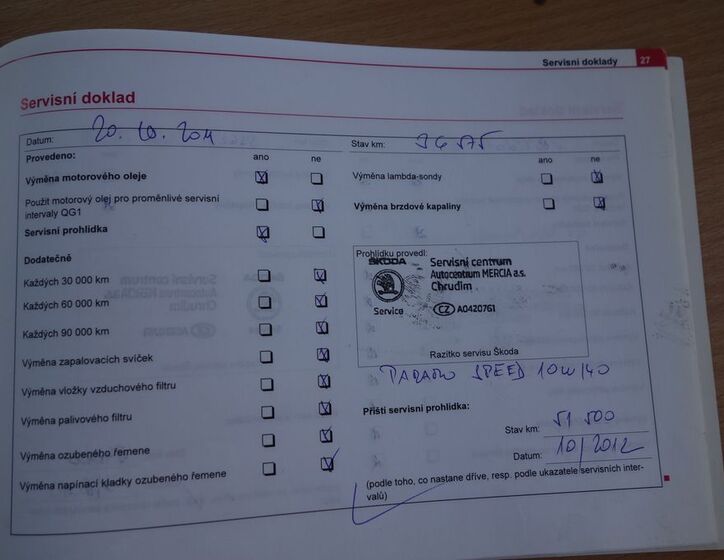 Servisní doklady 27
Servisní doklad
Datum: 20. 10. 2011
Stav km: 36 575
Provedeno: ano ne
ano ne
Výměna motorového oleje
Výměna lambda-sondy
Použit motorový olej pro proměnlivé servisní
intervaly QG1
Výměna brzdové kapaliny
Servisní prohlídka
Dodatečně
Každých 30 000 km
Každých 60 000 km
Každých 90 000 km
Výměna zapalovacích svíček
Výměna vložky vzduchového filtru
Výměna palivového filtru
Výměna ozubeného řemene
Výměna napínací kladky ozubeného řemene
Prohlídku provedl:
ŠKODA
Service
Servisní centrum
Autocentrum MERCIA a.s.
Chrudim
CZ A0420761
Razítko servisu Škoda
SPEED 10W/40
Příští servisní prohlídka:
Stav km: 51 500
Datum: 10/2012
(podle toho, co nastane dříve, resp. podle ukazatele servisních inter-
valů)